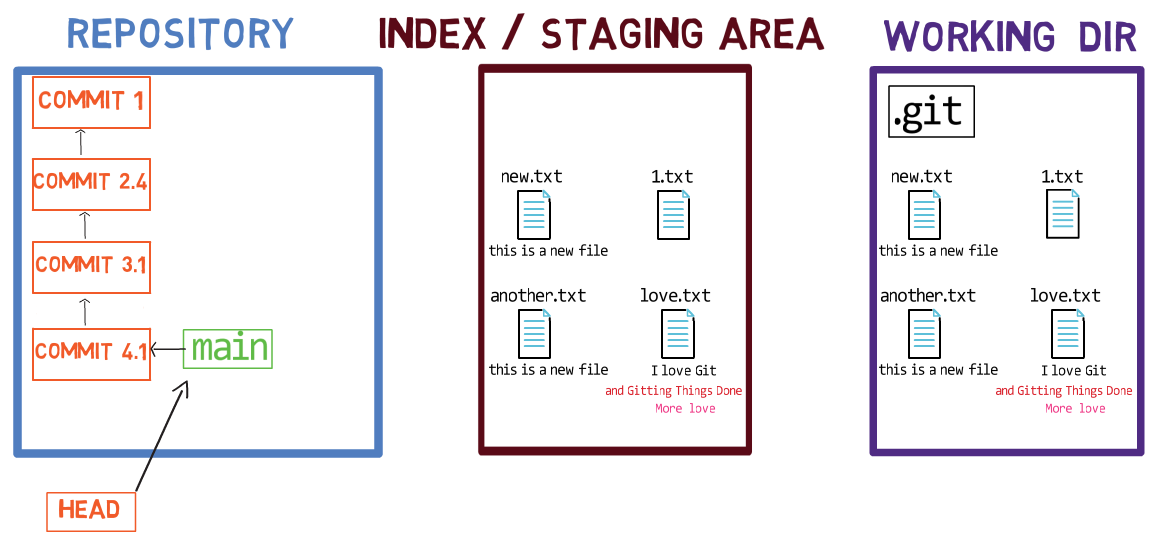 REPOSITORY
COMMIT 1
COMMIT 2.4
COMMIT 3.1
COMMIT 4.1
main
HEAD
INDEX / STAGING AREA
new.txt 1.txt
this is a new file
another.txt love.txt
this is a new file I love Git
and Gitting Things Done
More love
WORKING DIR
.git
new.txt 1.txt
this is a new file
another.txt love.txt
this is a new file I love Git
and Gitting Things Done
More love